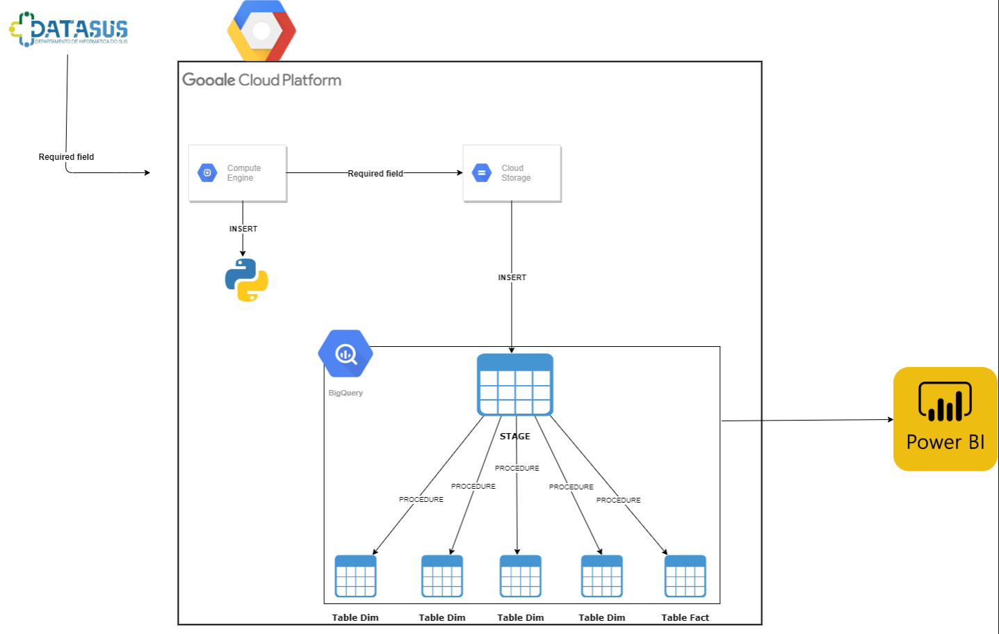 DATASUS
DEPARTAMENTO DE INFORMÁTICA DO SUS
Google Cloud Platform
Required field
Compute
Engine
Required field
Cloud
Storage
INSERT
INSERT
BigQuery
STAGE
Power BI
PROCEDURE
PROCEDURE
PROCEDURE
PROCEDURE
PROCEDURE
Table Dim
Table Dim
Table Dim
Table Dim
Table Fact